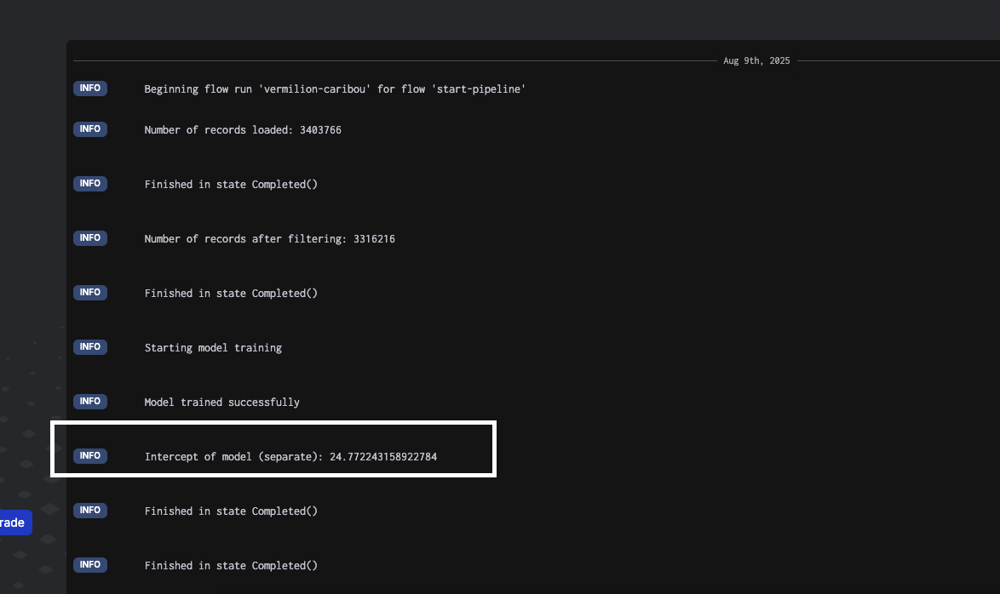 Aug 9th, 2025
INFO Beginning flow run 'vermilion-caribou' for flow 'start-pipeline'
INFO Number of records loaded: 3403766
INFO Finished in state Completed()
INFO Number of records after filtering: 3316216
INFO Finished in state Completed()
INFO Starting model training
INFO Model trained successfully
INFO Intercept of model (separate): 24.772243158922784
INFO Finished in state Completed()
rade
INFO Finished in state Completed()